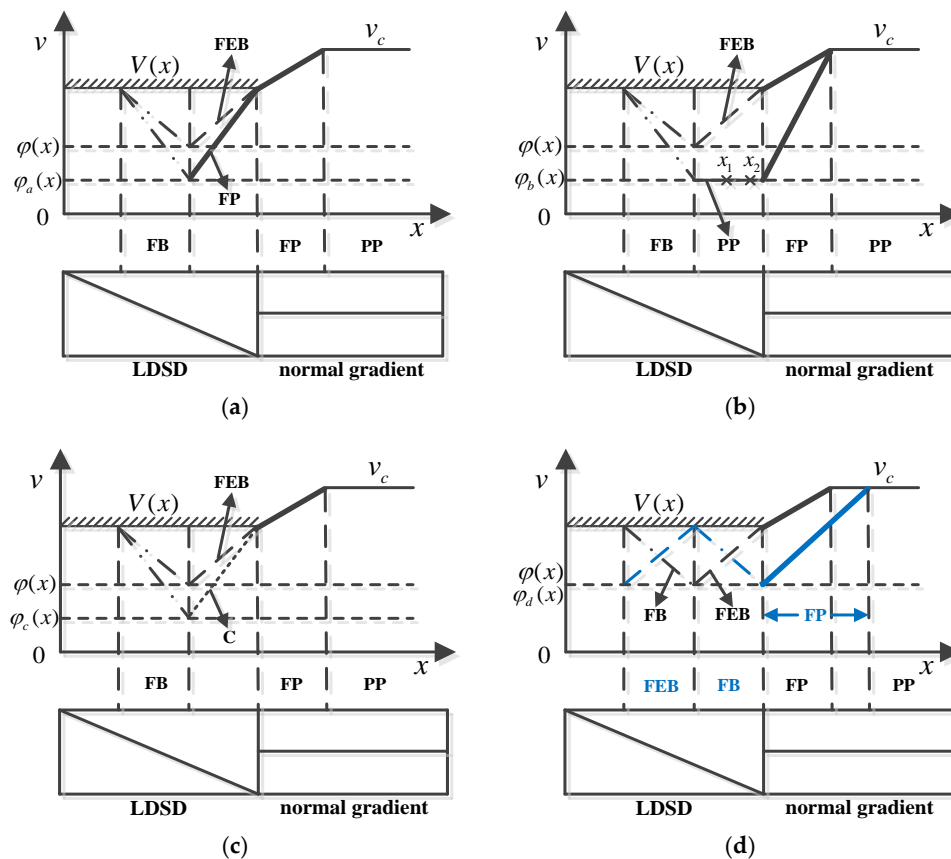 v
FEB
v_c
V(x)
φ(x)
φ_a(x)
FP
0
x
FB
FP
PP
LDSD
normal gradient
(a)
v
FEB
v_c
V(x)
φ(x)
x_1
x_2
φ_b(x)
0
x
FB
PP
FP
PP
LDSD
normal gradient
(b)
v
FEB
v_c
V(x)
φ(x)
φ_c(x)
C
0
x
FB
FP
PP
LDSD
normal gradient
(c)
v
v_c
V(x)
φ(x)
φ_d(x)
FB
FEB
FP
0
x
FEB
FB
FP
PP
LDSD
normal gradient
(d)